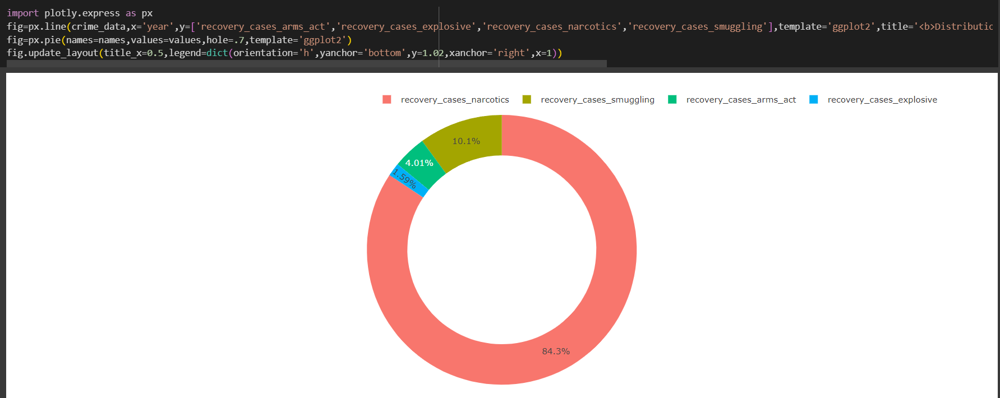 import plotly.express as px
fig=px.line(crime_data,x='year',y=['recovery_cases_arms_act','recovery_cases_explosive','recovery_cases_narcotics','recovery_cases_smuggling'],template='ggplot2',title='<b>Distributic
fig=px.pie(names=names,values=values,hole=.7,template='ggplot2')
fig.update_layout(title_x=0.5,legend=dict(orientation='h',yanchor='bottom',y=1.02,xanchor='right',x=1))
recovery_cases_narcotics recovery_cases_smuggling recovery_cases_arms_act recovery_cases_explosive
10.1%
4.01%
1.59%
84.3%